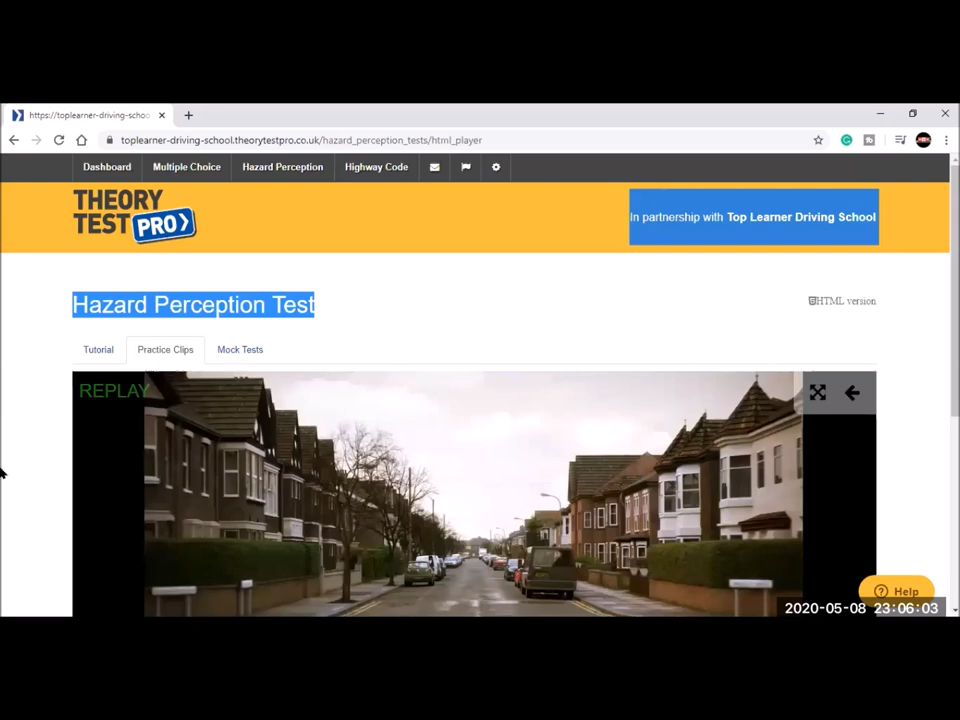 https://toplearner-driving-schoo
toplearner-driving-school.theorytestpro.co.uk/hazard_perception_tests/html_player
Dashboard
Multiple Choice
Hazard Perception
Highway Code
THEORY
TEST PRO
In partnership with Top Learner Driving School
Hazard Perception Test
HTML version
Tutorial
Practice Clips
Mock Tests
REPLAY
Help
2020-05-08 23:06:03